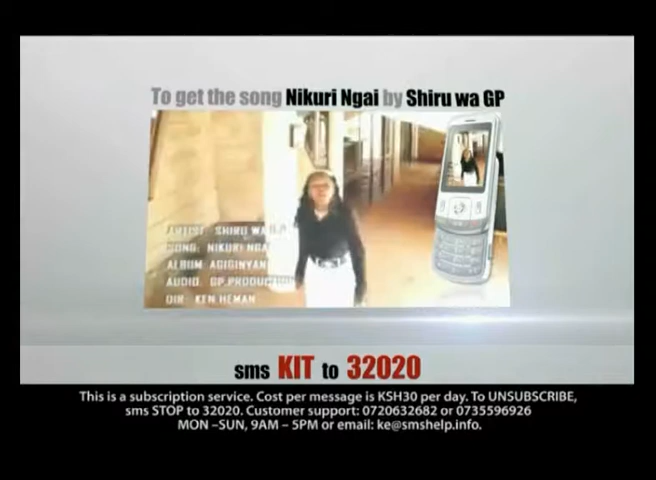 To get the song Nikuri Ngai by Shiru wa GP
ARTIST: SHIRU WA G.P
SONG: NIKURI NGA
ALBUM: AGIGINYAN
AUDIO: GP.PRODUCTION
DIR: KEN HEMAN
sms KIT to 32020
This is a subscription service. Cost per message is KSH30 per day. To UNSUBSCRIBE,
sms STOP to 32020. Customer support: 0720632682 or 0735596926
MON –SUN, 9AM – 5PM or email: ke@smshelp.info.